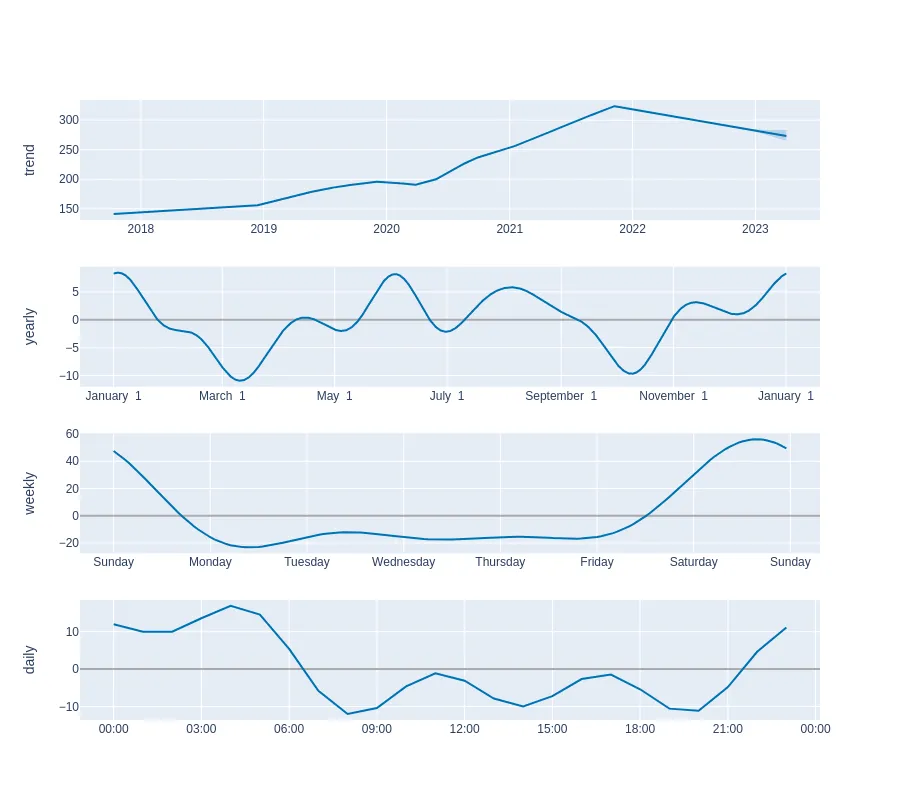 trend
300
250
200
150
2018 2019 2020 2021 2022 2023
yearly
5
0
−5
−10
January 1 March 1 May 1 July 1 September 1 November 1 January 1
weekly
60
40
20
0
−20
Sunday Monday Tuesday Wednesday Thursday Friday Saturday Sunday
daily
10
0
−10
00:00 03:00 06:00 09:00 12:00 15:00 18:00 21:00 00:00